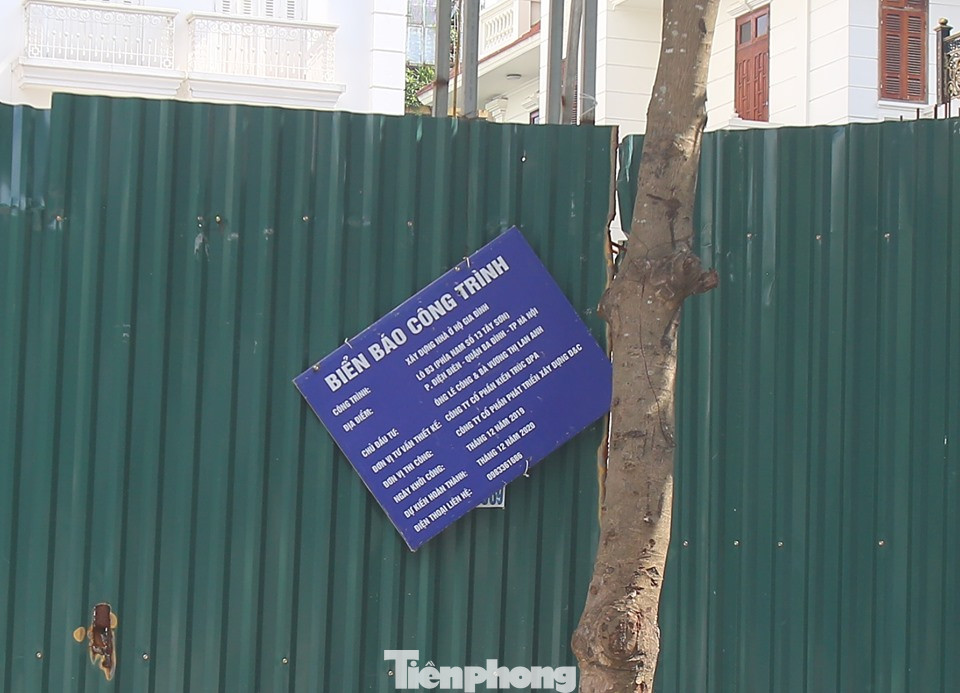 BIỂN BÁO CÔNG TRÌNH
CÔNG TRÌNH: XÂY DỰNG NHÀ Ở HỘ GIA ĐÌNH
ĐỊA ĐIỂM: LÔ 83 (PHÍA NAM SỐ 13 TÂY SƠN)
P. ĐIỆN BIÊN - QUẬN BA ĐÌNH - TP HÀ NỘI
CHỦ ĐẦU TƯ: ÔNG LÊ CÔNG & BÀ VƯƠNG THỊ LAN ANH
ĐƠN VỊ TƯ VẤN THIẾT KẾ: CÔNG TY CỔ PHẦN KIẾN TRÚC DPA
ĐƠN VỊ THI CÔNG: CÔNG TY CỔ PHẦN PHÁT TRIỂN XÂY DỰNG D&C
NGÀY KHỞI CÔNG: THÁNG 12 NĂM 2019
DỰ KIẾN HOÀN THÀNH: THÁNG 12 NĂM 2020
ĐIỆN THOẠI LIÊN HỆ: 0983301686
Tienphong